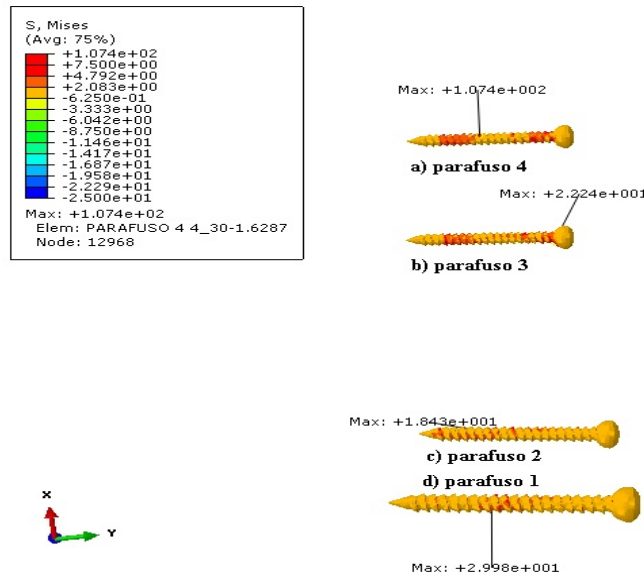 S, Mises
(Avg: 75%)
+1.074e+02
+7.500e+00
+4.792e+00
+2.083e+00
-6.250e-01
-3.333e+00
-6.042e+00
-8.750e+00
-1.146e+01
-1.417e+01
-1.687e+01
-1.958e+01
-2.229e+01
-2.500e+01
Max: +1.074e+02
Elem: PARAFUSO 4 4_30-1.6287
Node: 12968
Max: +1.074e+002
a) parafuso 4
Max: +2.224e+001
b) parafuso 3
Max: +1.843e+001
c) parafuso 2
d) parafuso 1
Max: +2.998e+001
X
Y